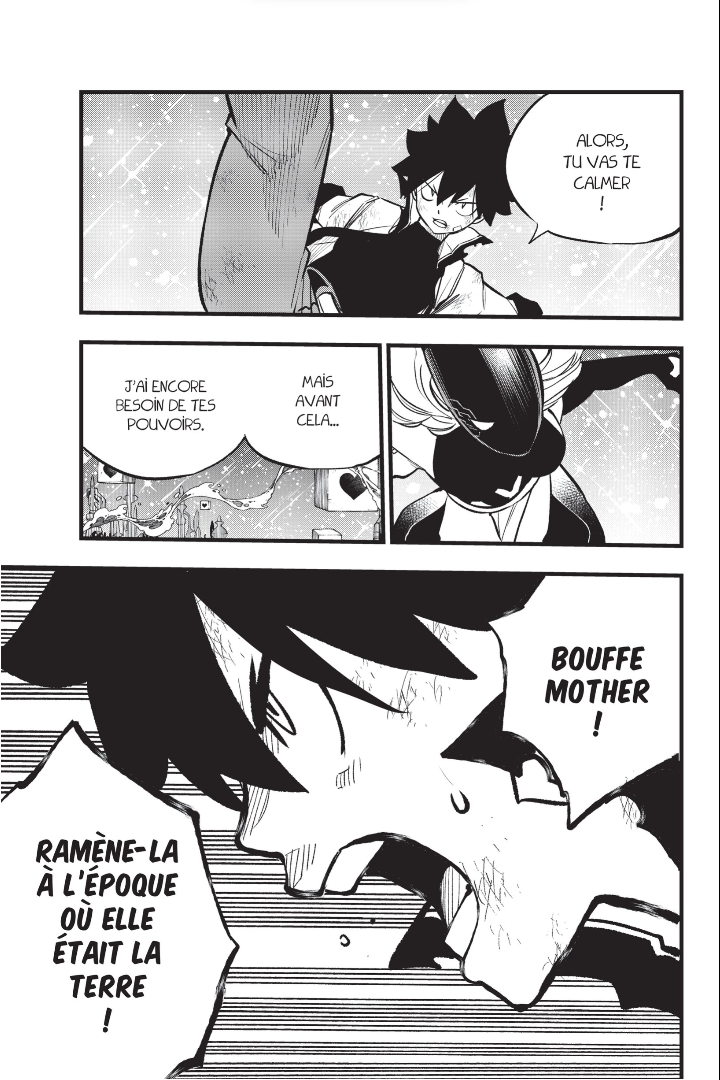 ALORS,
TU VAS TE
CALMER
!
MAIS
AVANT
CELA...
J'AI ENCORE
BESOIN DE TES
POUVOIRS.
BOUFFE
MOTHER
!
RAMÈNE-LA
À L'ÉPOQUE
OÙ ELLE
ÉTAIT LA
TERRE
!